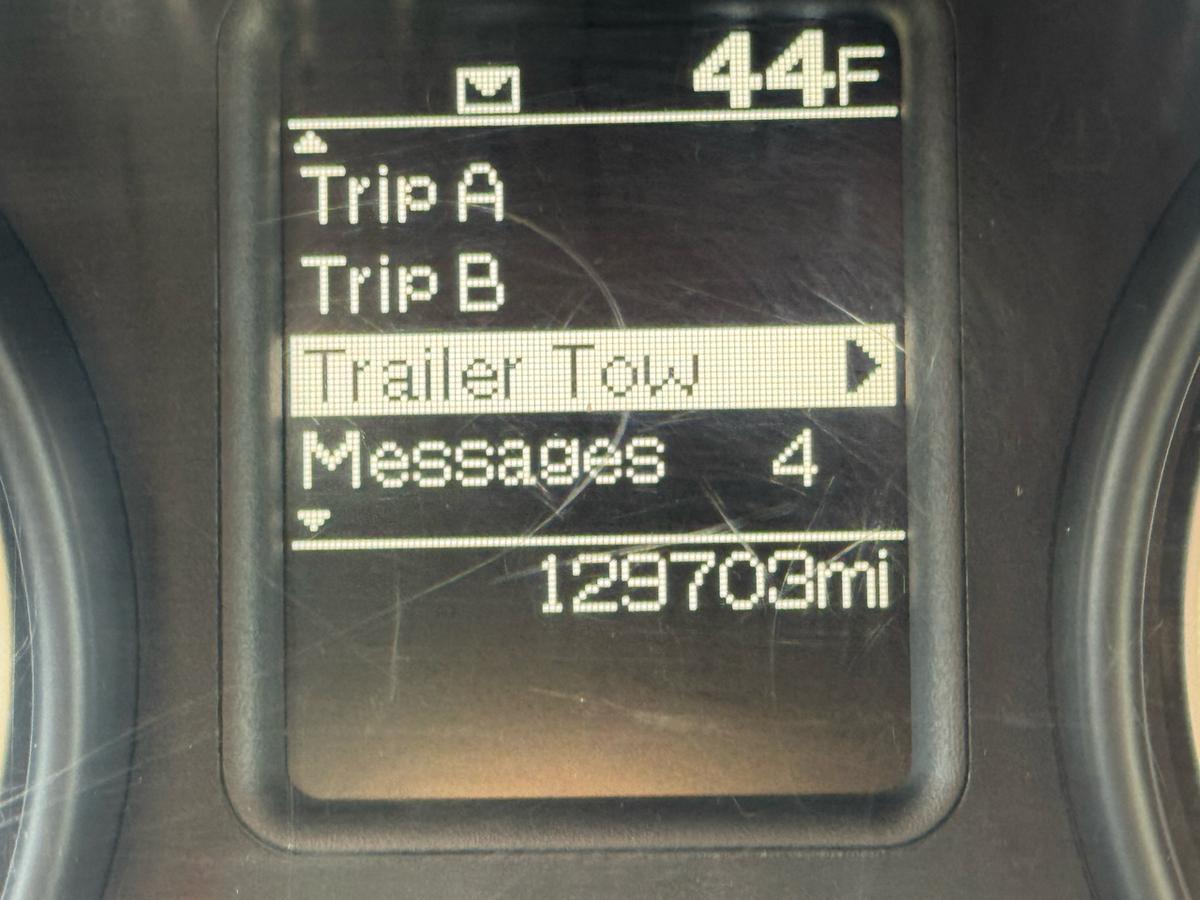 44F
Trip A
Trip B
Trailer Tow
Messages 4
129703mi